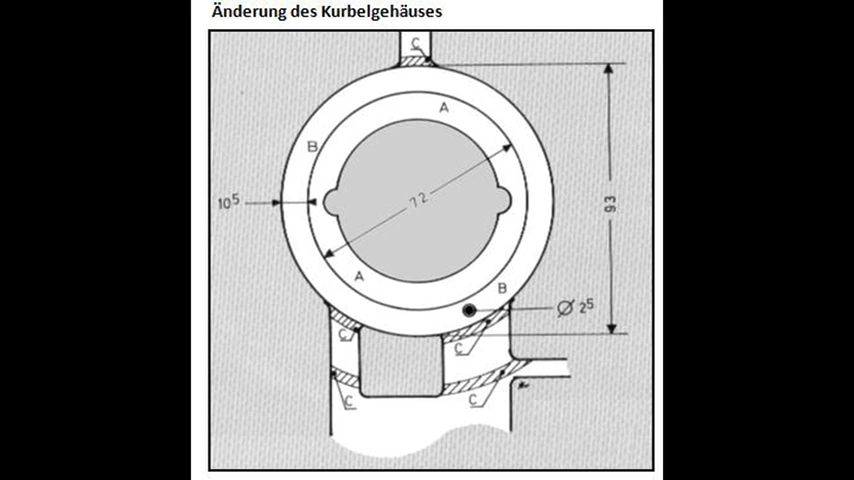 Änderung des Kurbelgehäuses
C
A
B
10⁵
72
93
A
B
Ø 2⁵
C
C
C
C